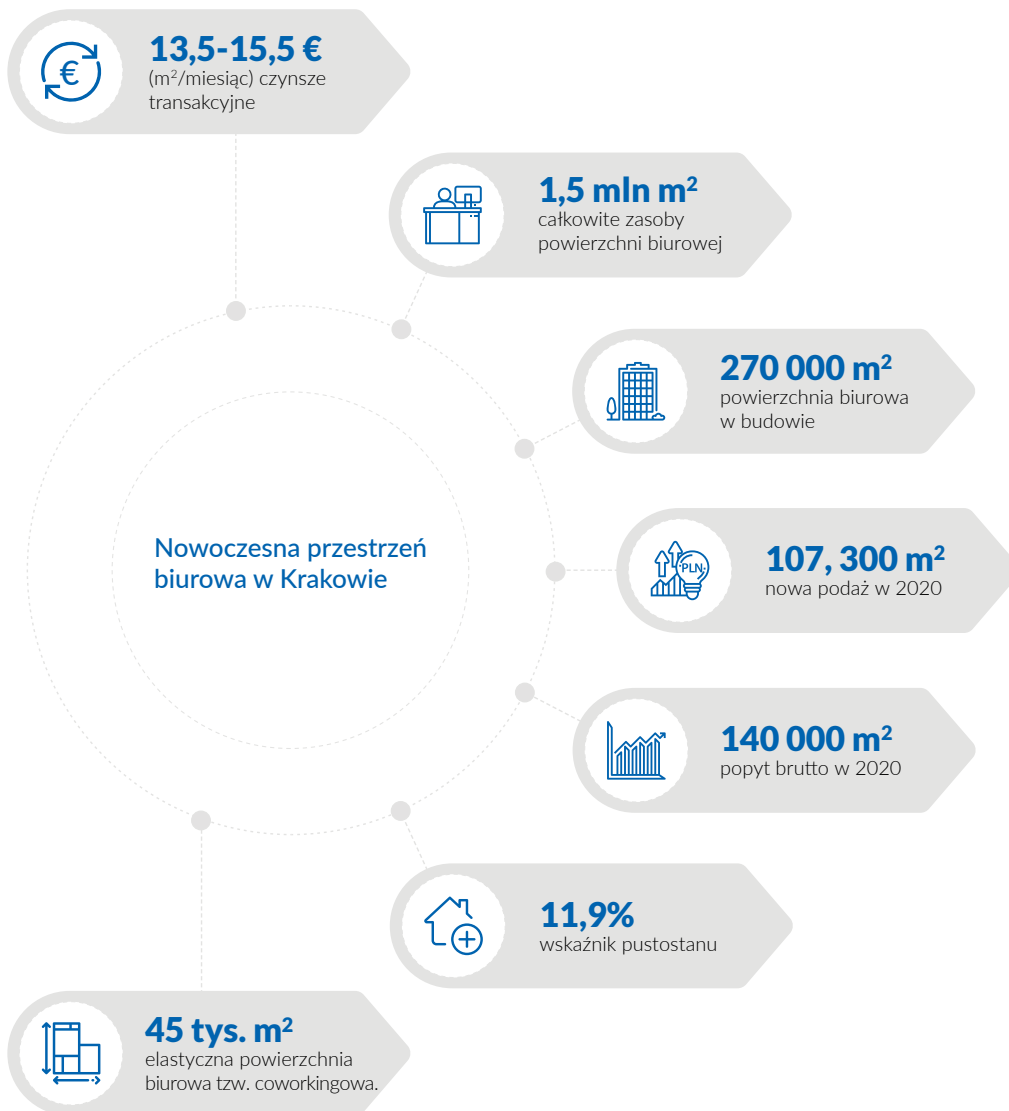 13,5-15,5 €
(m²/miesiąc) czynsze
transakcyjne
€
1,5 mln m²
całkowite zasoby
powierzchni biurowej
270 000 m²
powierzchnia biurowa
w budowie
Nowoczesna przestrzeń
biurowa w Krakowie
107, 300 m²
nowa podaż w 2020
PLN
140 000 m²
popyt brutto w 2020
11,9%
wskaźnik pustostanu
45 tys. m²
elastyczna powierzchnia
biurowa tzw. coworkingowa.